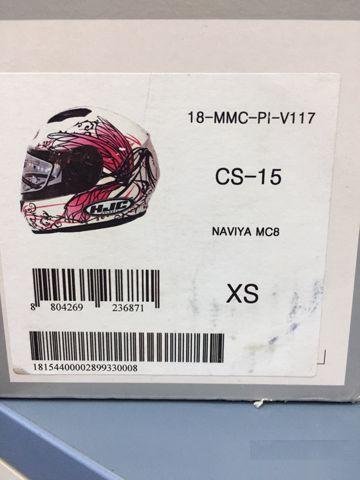 18-MMC-PI-V117
CS-15
NAVIYA MC8
HJC
XS
8 804269 236871
18154400002899330008